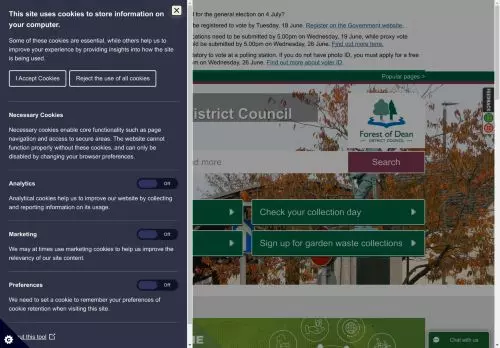 This site uses cookies to store information on
your computer.
Some of these cookies are essential, while others help us to
improve your experience by providing insights into how the site
is being used.
I Accept Cookies
Reject the use of all cookies
Necessary Cookies
Necessary cookies enable core functionality such as page
navigation and access to secure areas. The website cannot
function properly without these cookies, and can only be
disabled by changing your browser preferences.
Analytics
Off
Analytical cookies help us to improve our website by collecting
and reporting information on its usage.
Marketing
Off
We may at times use marketing cookies to help us improve the
relevancy of our site content.
Preferences
Off
We need to set a cookie to remember your preferences of
cookie retention when visiting this site.
this tool
for the general election on 4 July?
be registered to vote by Tuesday, 18 June. Register on the Government website.
cations need to be submitted by 5.00pm on Wednesday, 19 June, while proxy vote
ould be submitted by 5.00pm on Wednesday, 26 June. Find out more here.
to vote at a polling station. If you do not have photo ID, you must apply for a free
pm on Wednesday, 26 June. Find out more about voter ID.
Popular pages >
District Council
Forest of Dean
DISTRICT COUNCIL
d more
Search
Check your collection day
Sign up for garden waste collections
Chat with us